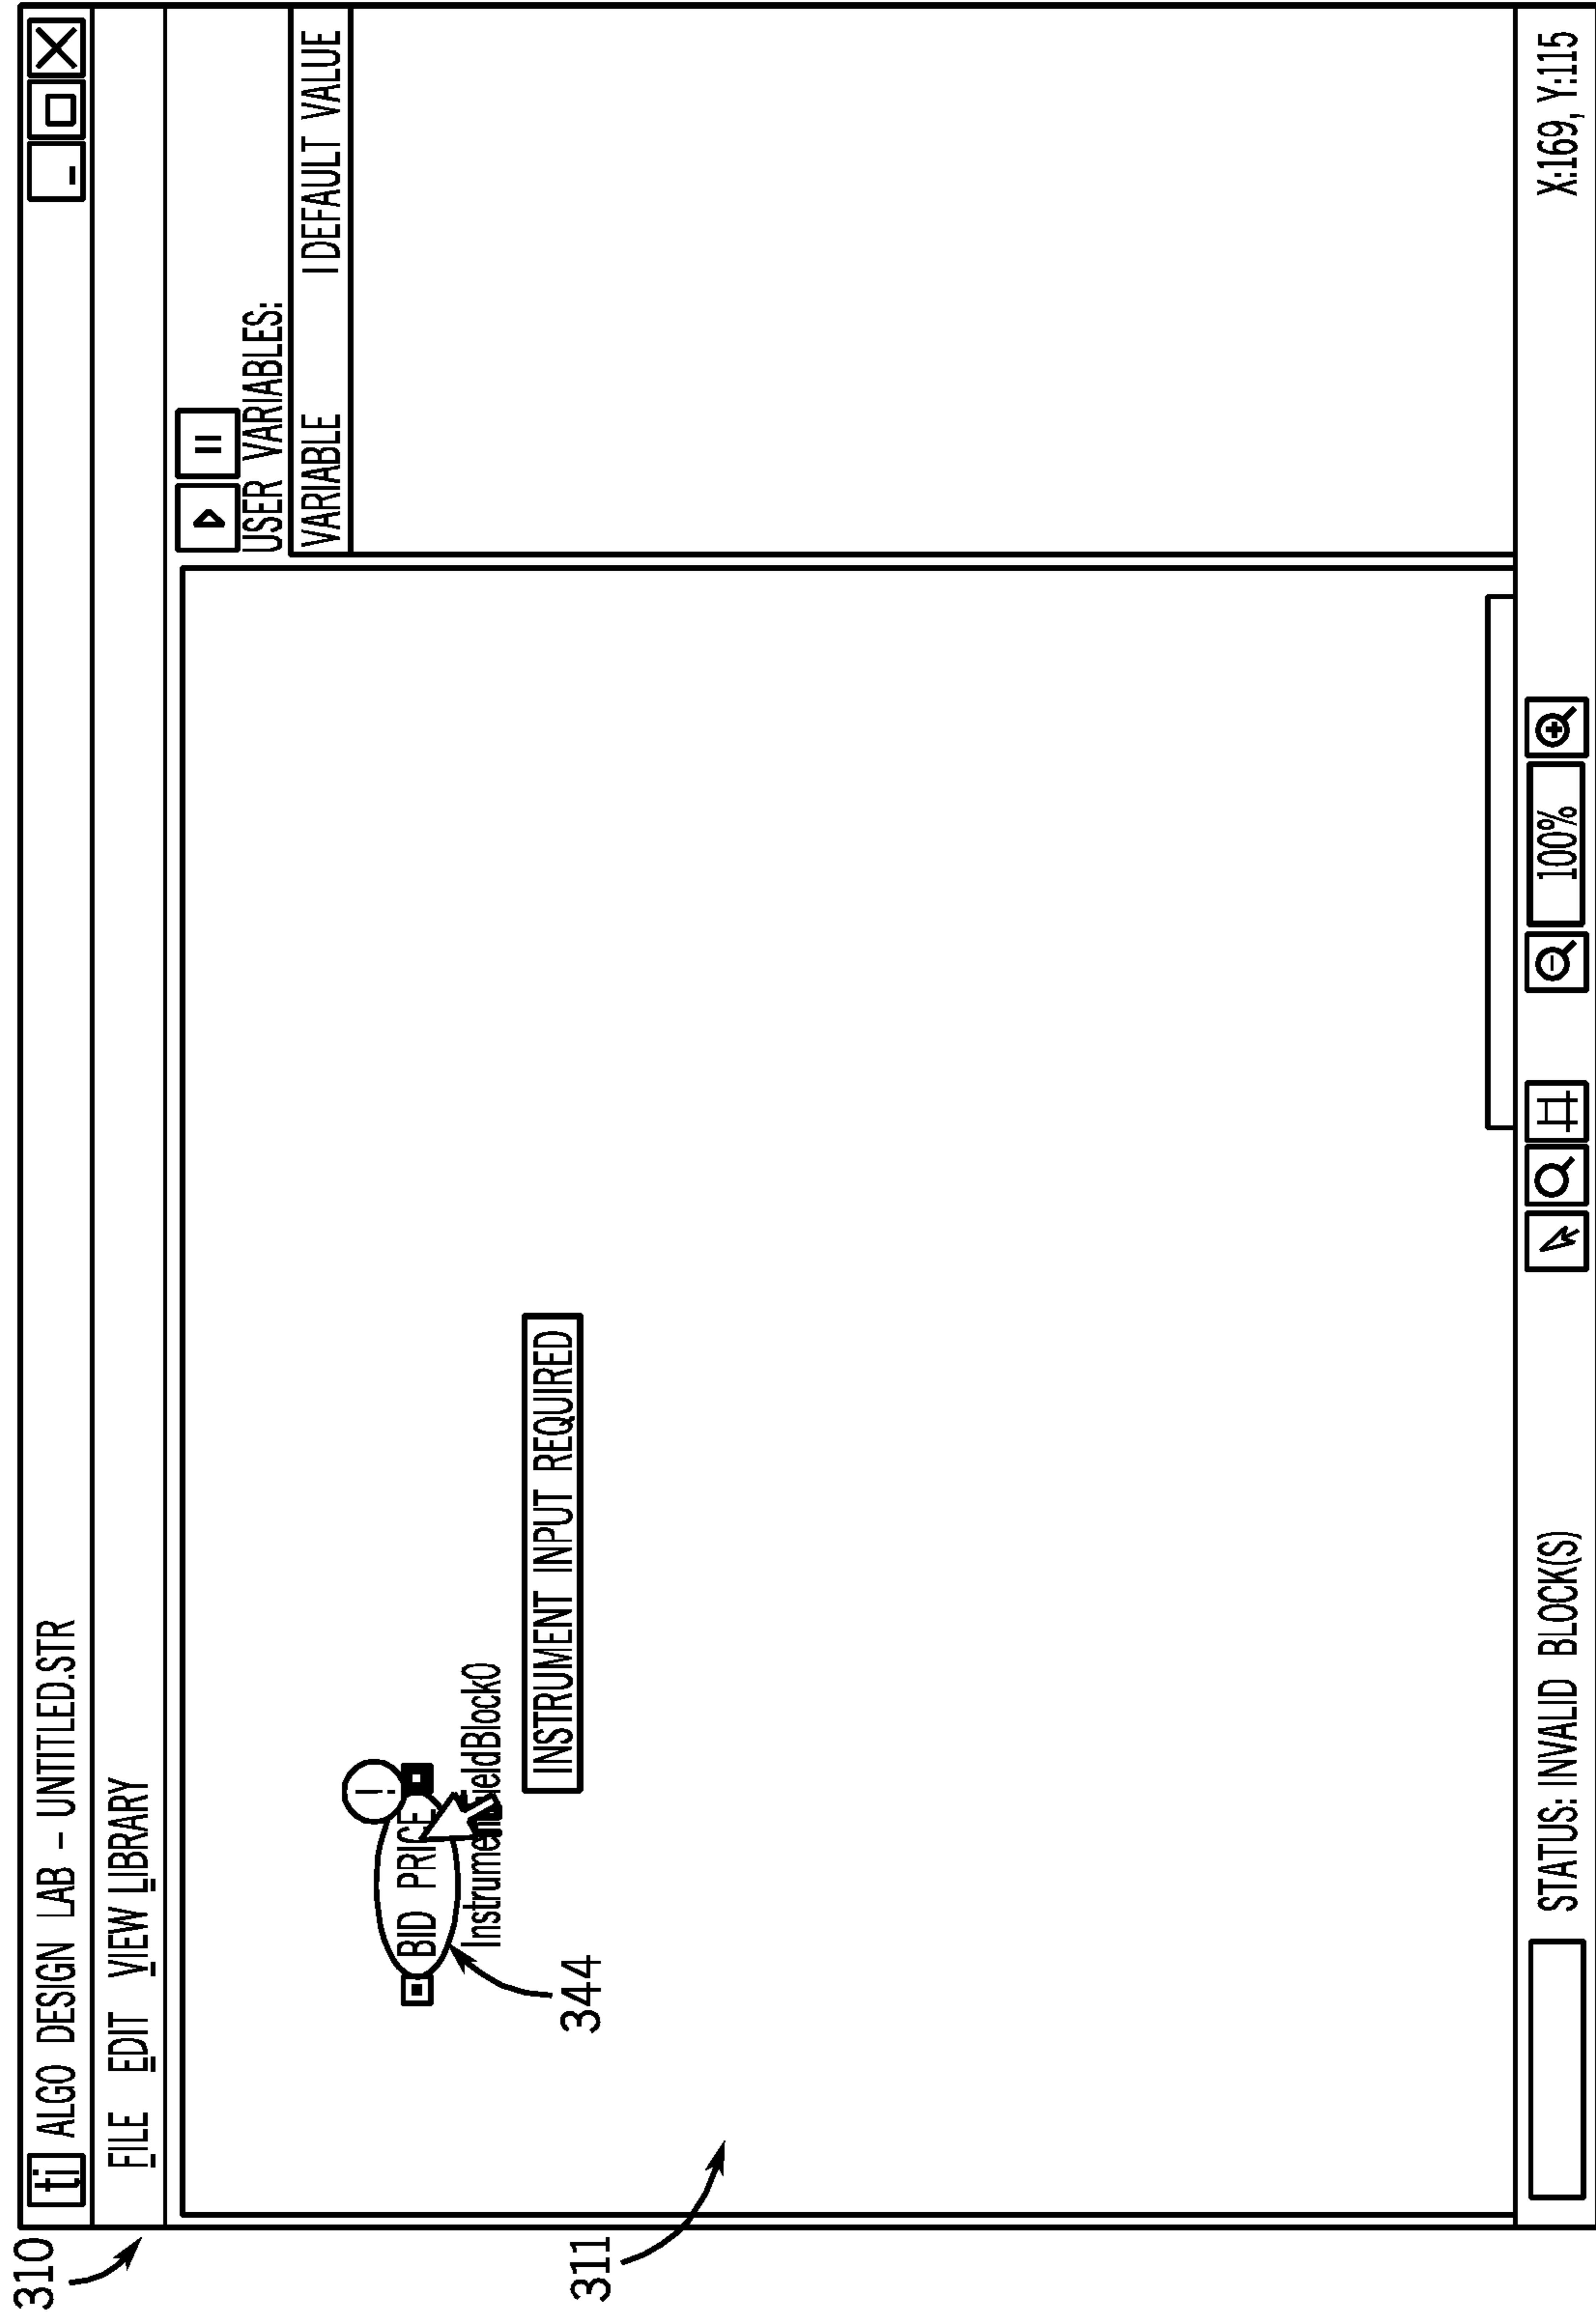 310
ti ALGO DESIGN LAB – UNTITLED.STR
FILE EDIT VIEW LIBRARY
USER VARIABLES:
VARIABLE I DEFAULT VALUE
!
BID PRICE
InstrumentFieldBlock0
344
INSTRUMENT INPUT REQUIRED
311
STATUS: INVALID BLOCK(S) 100% X:169, Y:115